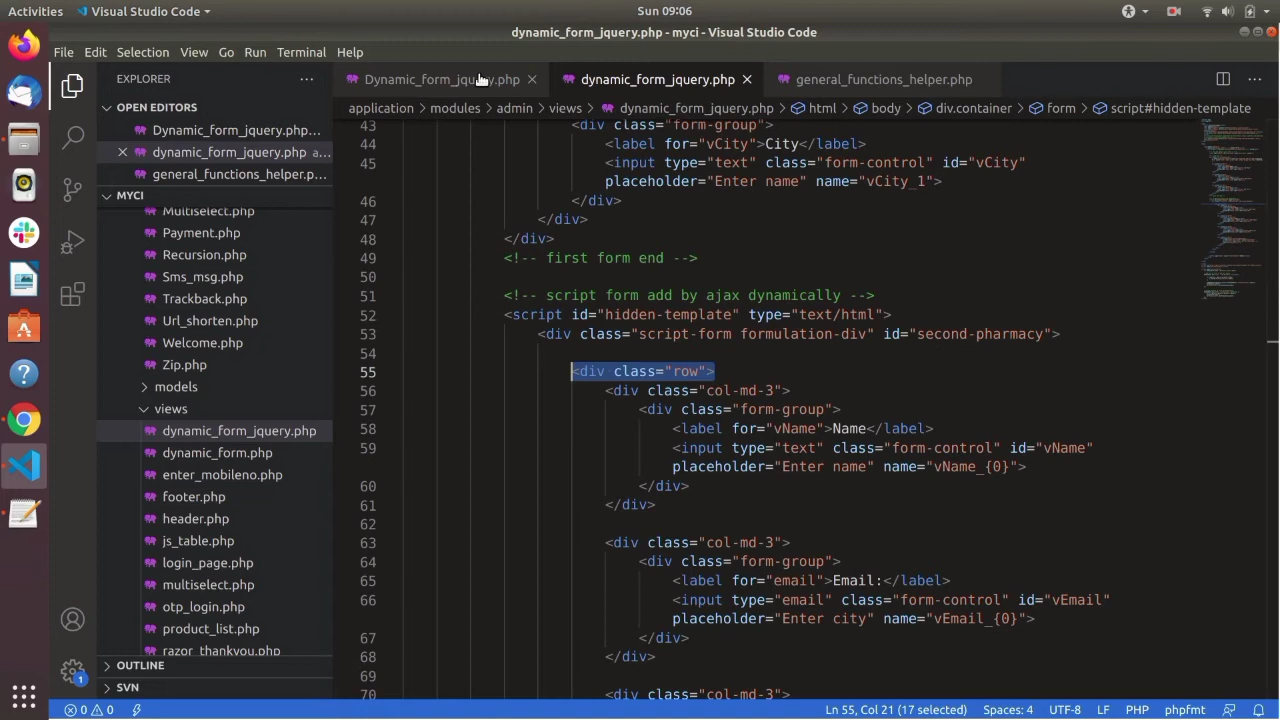 Activities
Visual Studio Code
Sun 09:06
dynamic_form_jquery.php - myci - Visual Studio Code
File Edit Selection View Go Run Terminal Help
EXPLORER
Dynamic_form_jquery.php
dynamic_form_jquery.php
general_functions_helper.php
OPEN EDITORS
application > modules > admin > views > dynamic_form_jquery.php > html > body > div.container > form > script#hidden-template
Dynamic_form_jquery.php...
dynamic_form_jquery.php a...
general_functions_helper.p...
MYCI
Multiselect.php
Payment.php
Recursion.php
Sms_msg.php
Trackback.php
Url_shorten.php
Welcome.php
Zip.php
models
views
dynamic_form_jquery.php
dynamic_form.php
enter_mobileno.php
footer.php
header.php
js_table.php
login_page.php
multiselect.php
otp_login.php
product_list.php
razor_thankyou.php
OUTLINE
SVN
43 <div class="form-group">
44 <label for="vCity">City</label>
45 <input type="text" class="form-control" id="vCity"
placeholder="Enter name" name="vCity_1">
46 </div>
47 </div>
48 </div>
49 <!-- first form end -->
50
51 <!-- script form add by ajax dynamically -->
52 <script id="hidden-template" type="text/html">
53 <div class="script-form formulation-div" id="second-pharmacy">
54
55 <div class="row">
56 <div class="col-md-3">
57 <div class="form-group">
58 <label for="vName">Name</label>
59 <input type="text" class="form-control" id="vName"
placeholder="Enter name" name="vName_{0}">
60 </div>
61 </div>
62
63 <div class="col-md-3">
64 <div class="form-group">
65 <label for="email">Email:</label>
66 <input type="email" class="form-control" id="vEmail"
placeholder="Enter city" name="vEmail_{0}">
67 </div>
68 </div>
69
70 <div class="col-md-3">
1
0 0
Ln 55, Col 21 (17 selected)
Spaces: 4
UTF-8
LF
PHP
phpfmt